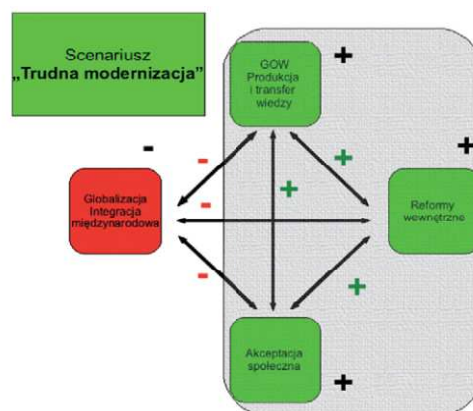 Scenariusz
„Trudna modernizacja”
GOW
Produkcja
i transfer
wiedzy
+
-
-
+
+
Globalizacja
Integracja
międzynarodowa
-
+
Reformy
wewnętrzne
-
+
Akceptacja
społeczna
+